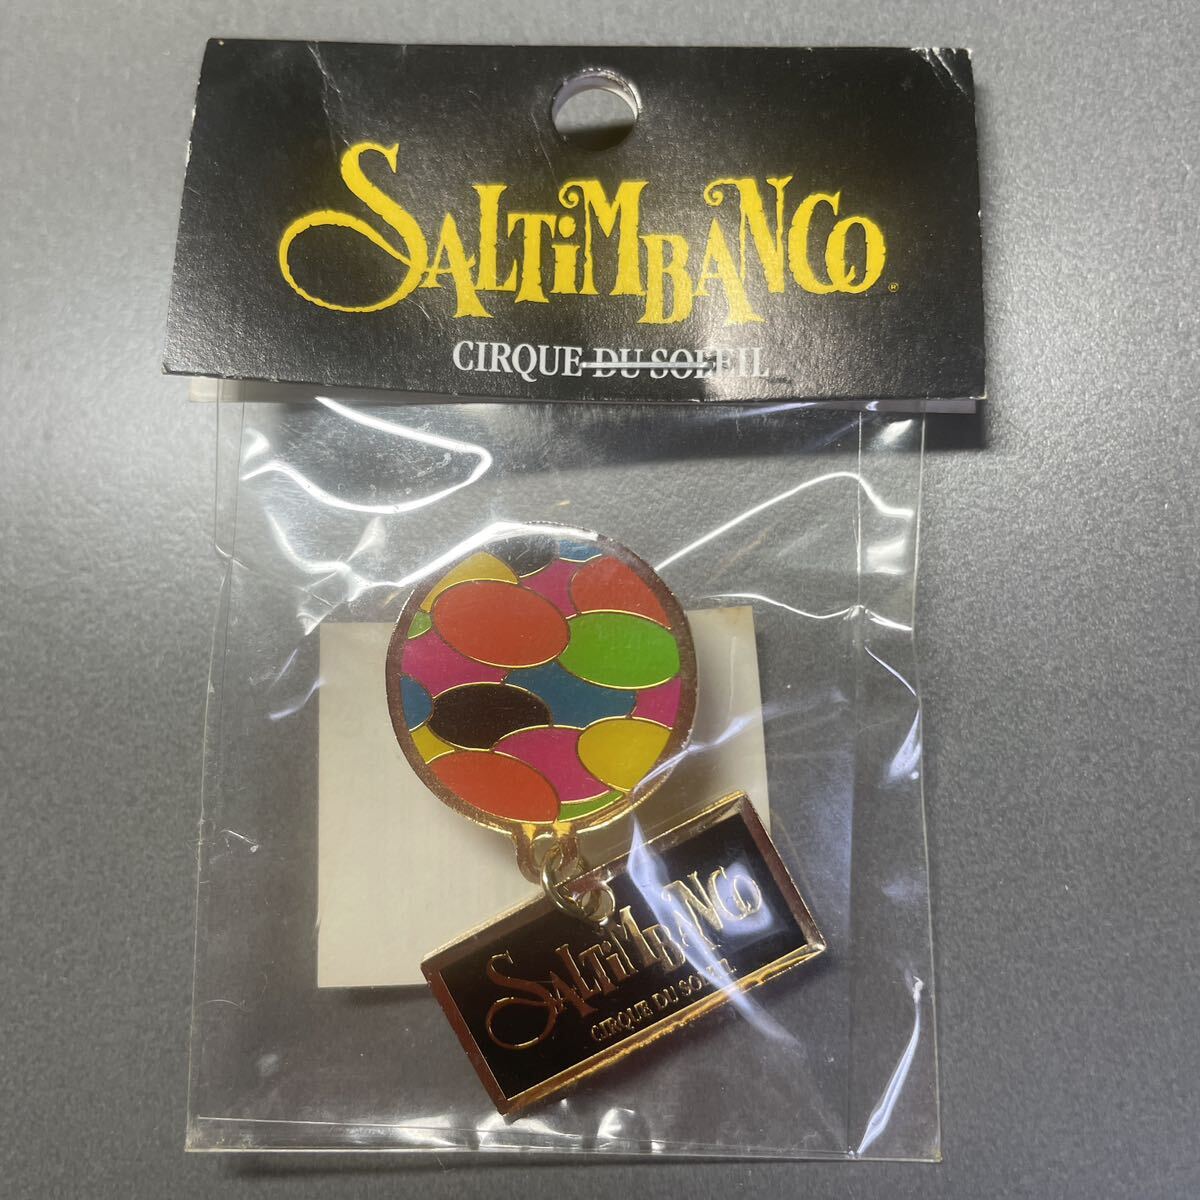 SALTiMBANCO®
CIRQUE DU SOLEIL
SALTiMBANCO
CIRQUE DU SOLEIL